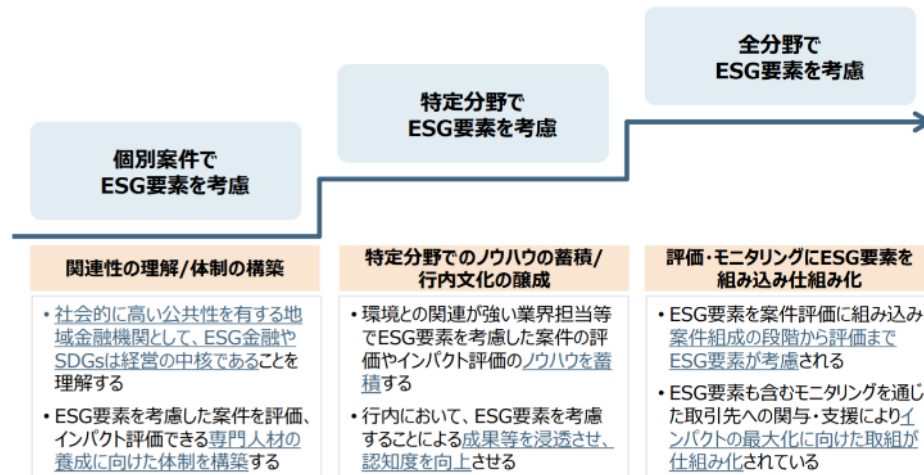 個別案件で
ESG要素を考慮
特定分野で
ESG要素を考慮
全分野で
ESG要素を考慮
関連性の理解/体制の構築
• 社会的に高い公共性を有する地
域金融機関として、ESG金融や
SDGsは経営の中核であることを
理解する
• ESG要素を考慮した案件を評価、
インパクト評価できる専門人材の
養成に向けた体制を構築する
特定分野でのノウハウの蓄積/
行内文化の醸成
• 環境との関連が強い業界担当等
でESG要素を考慮した案件の評
価やインパクト評価のノウハウを蓄
積する
• 行内において、ESG要素を考慮
することによる成果等を浸透させ、
認知度を向上させる
評価・モニタリングにESG要素を
組み込み仕組み化
• ESG要素を案件評価に組み込み
案件組成の段階から評価まで
ESG要素が考慮される
• ESG要素も含むモニタリングを通じ
た取引先への関与・支援によりイ
ンパクトの最大化に向けた取組が
仕組み化されている